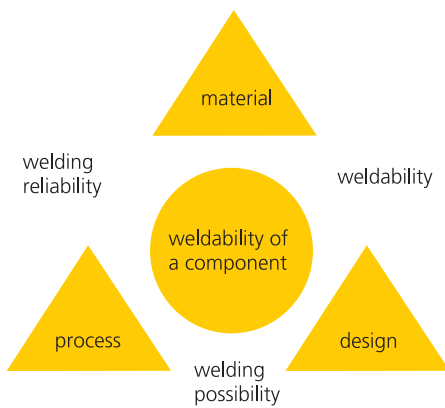 material
welding
reliability
weldability
weldability of
a component
process
design
welding
possibility